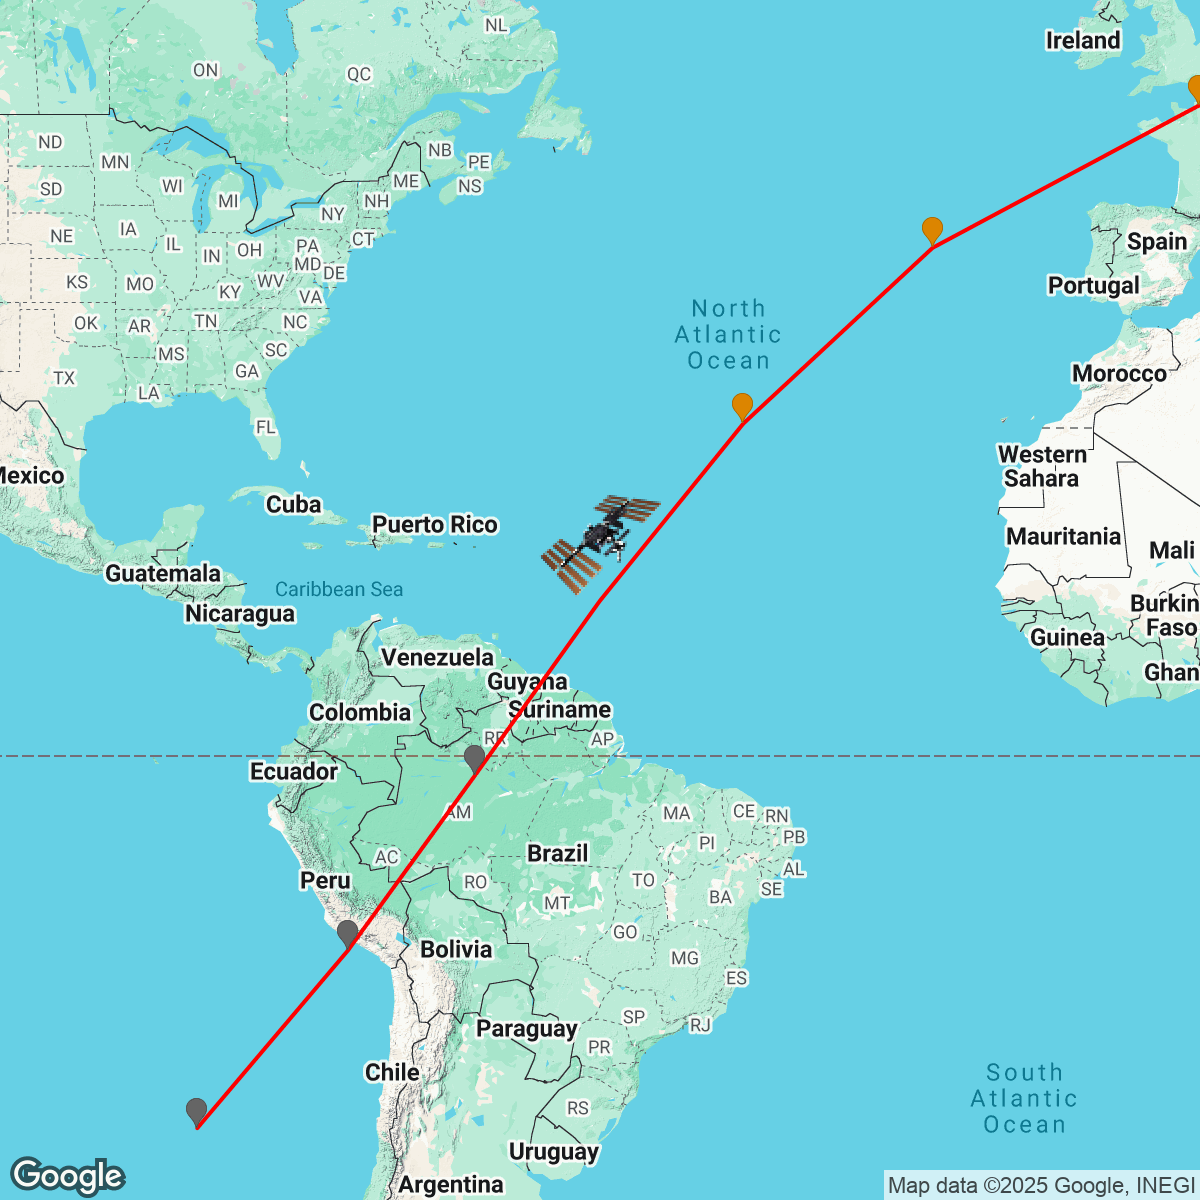 NL
Ireland
ON
QC
ND
MN
NB
PE
SD
WI
MI
ME
NS
NY
NH
NE
IA
IL
IN
OH
PA
CT
MD
DE
Spain
KS
MO
KY
WV
VA
Portugal
OK
AR
TN
NC
North
Atlantic
Ocean
MS
SC
TX
LA
GA
Morocco
FL
Mexico
Western
Sahara
Cuba
Puerto Rico
Mauritania
Mali
Guatemala
Caribbean Sea
Nicaragua
Burkin
Faso
Guinea
Ghan
Venezuela
Guyana
Suriname
Colombia
RR
AP
Ecuador
AM
MA
CE
RN
PB
PI
AC
Brazil
AL
Peru
RO
TO
SE
MT
BA
GO
Bolivia
MG
ES
SP
RJ
Paraguay
PR
Chile
South
Atlantic
Ocean
RS
Uruguay
Argentina
Google
Map data ©2025 Google, INEGI